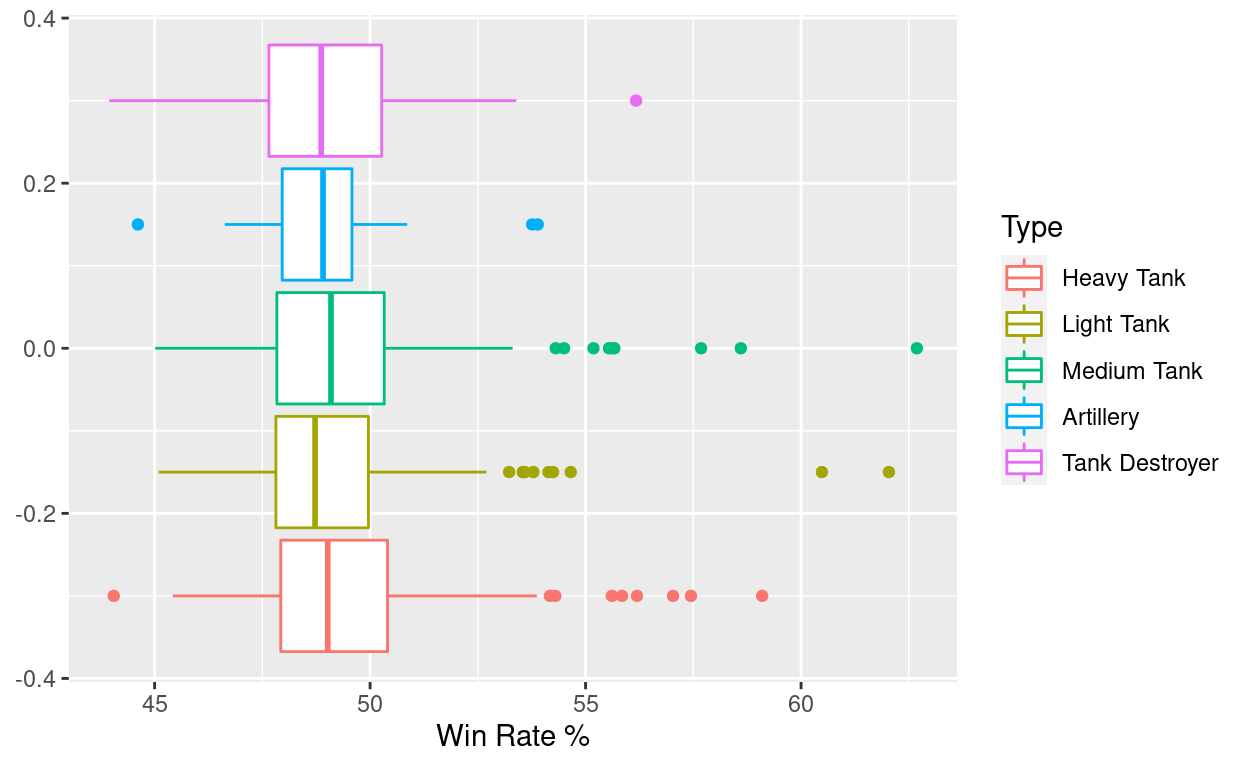 0.4
0.2
0.0
-0.2
-0.4
45 50 55 60
Win Rate %
Type
Heavy Tank
Light Tank
Medium Tank
Artillery
Tank Destroyer